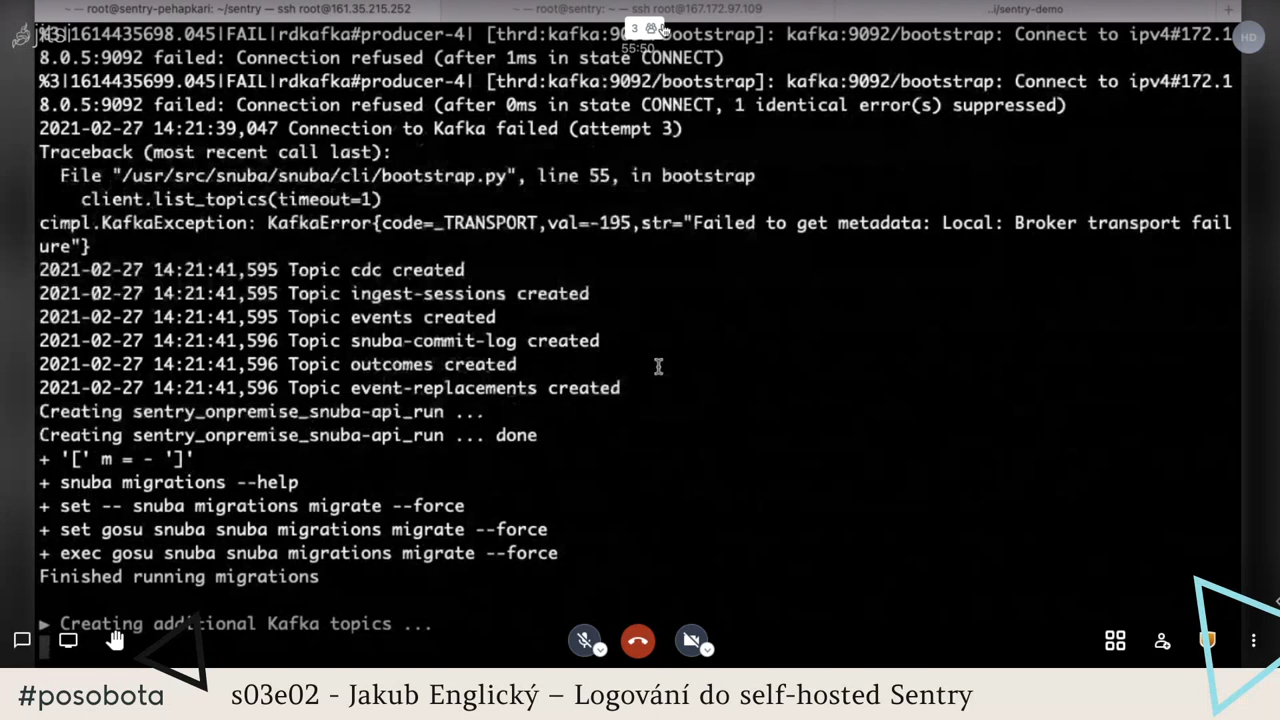 — root@sentry-pehapkari: ~/sentry — ssh root@161.35.215.252
~ — root@sentry: ~ — ssh root@167.172.97.109
..i/sentry-demo
+
3
55:50
HD
%3|1614435698.045|FAIL|rdkafka#producer-4| [thrd:kafka:9092/bootstrap]: kafka:9092/bootstrap: Connect to ipv4#172.1
8.0.5:9092 failed: Connection refused (after 1ms in state CONNECT)
%3|1614435699.045|FAIL|rdkafka#producer-4| [thrd:kafka:9092/bootstrap]: kafka:9092/bootstrap: Connect to ipv4#172.1
8.0.5:9092 failed: Connection refused (after 0ms in state CONNECT, 1 identical error(s) suppressed)
2021-02-27 14:21:39,047 Connection to Kafka failed (attempt 3)
Traceback (most recent call last):
File "/usr/src/snuba/snuba/cli/bootstrap.py", line 55, in bootstrap
client.list_topics(timeout=1)
cimpl.KafkaException: KafkaError{code=_TRANSPORT,val=-195,str="Failed to get metadata: Local: Broker transport fail
ure"}
2021-02-27 14:21:41,595 Topic cdc created
2021-02-27 14:21:41,595 Topic ingest-sessions created
2021-02-27 14:21:41,595 Topic events created
2021-02-27 14:21:41,596 Topic snuba-commit-log created
2021-02-27 14:21:41,596 Topic outcomes created
2021-02-27 14:21:41,596 Topic event-replacements created
Creating sentry_onpremise_snuba-api_run ...
Creating sentry_onpremise_snuba-api_run ... done
+ '[' m = - ']'
+ snuba migrations --help
+ set -- snuba migrations migrate --force
+ set gosu snuba snuba migrations migrate --force
+ exec gosu snuba snuba migrations migrate --force
Finished running migrations
▶ Creating additional Kafka topics ...
#posobota
s03e02 - Jakub Englický – Logování do self-hosted Sentry